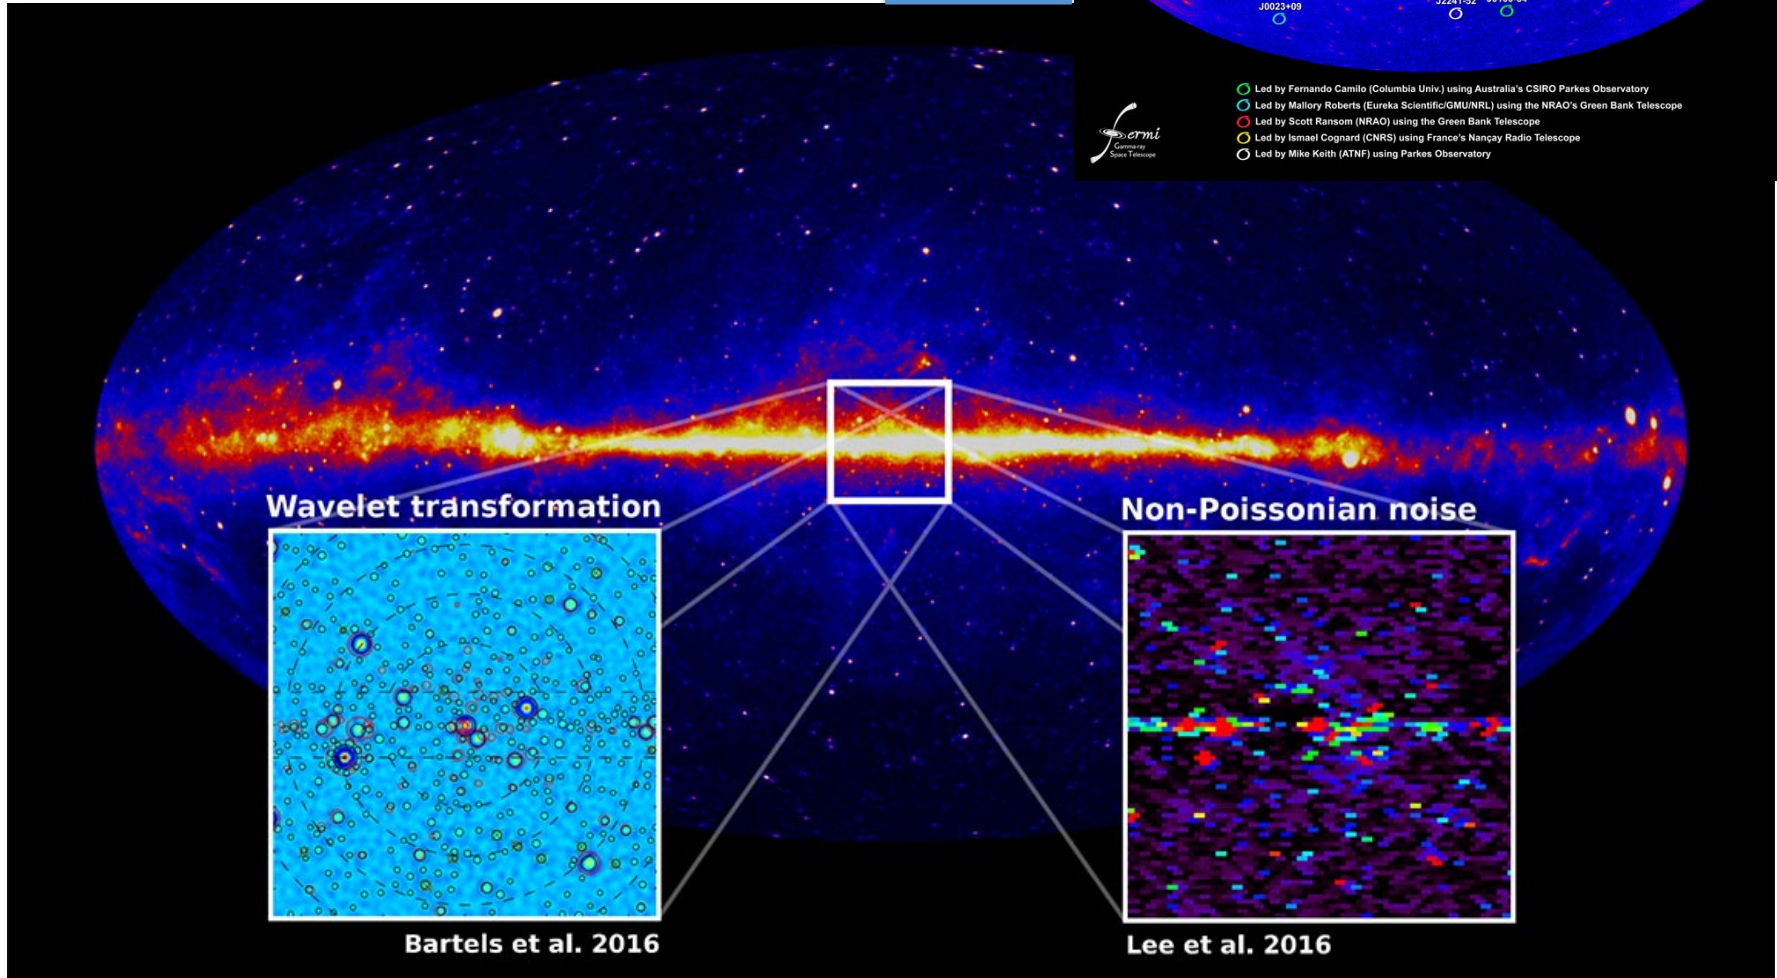 J0023+09
J2241-52
Led by Fernando Camilo (Columbia Univ.) using Australia's CSIRO Parkes Observatory
Led by Mallory Roberts (Eureka Scientific/GMU/NRL) using the NRAO's Green Bank Telescope
Led by Scott Ransom (NRAO) using the Green Bank Telescope
Led by Ismael Cognard (CNRS) using France's Nançay Radio Telescope
Led by Mike Keith (ATNF) using Parkes Observatory
Fermi
Gamma-ray
Space Telescope
Wavelet transformation
Non-Poissonian noise
Bartels et al. 2016
Lee et al. 2016